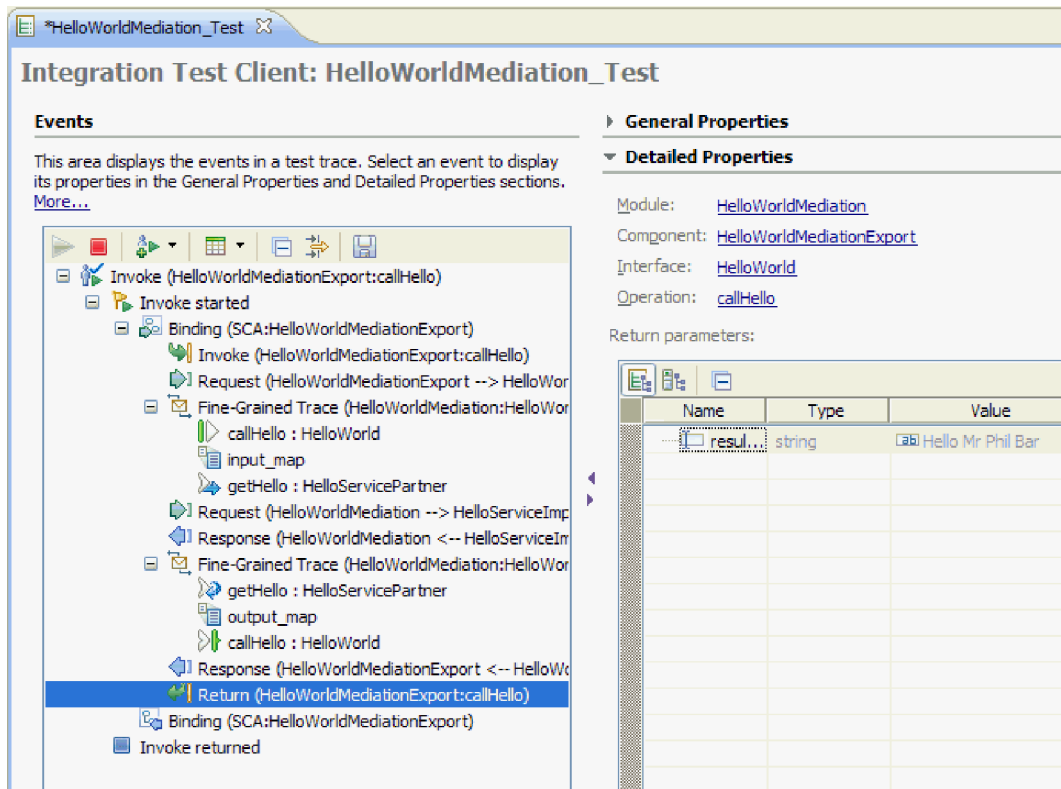 *HelloWorldMediation_Test
Integration Test Client: HelloWorldMediation_Test
Events
This area displays the events in a test trace. Select an event to display
its properties in the General Properties and Detailed Properties sections.
More...
Invoke (HelloWorldMediationExport:callHello)
Invoke started
Binding (SCA:HelloWorldMediationExport)
Invoke (HelloWorldMediationExport:callHello)
Request (HelloWorldMediationExport --> HelloWor
Fine-Grained Trace (HelloWorldMediation:HelloWor
callHello : HelloWorld
input_map
getHello : HelloServicePartner
Request (HelloWorldMediation --> HelloServiceImp
Response (HelloWorldMediation <-- HelloServiceIm
Fine-Grained Trace (HelloWorldMediation:HelloWor
getHello : HelloServicePartner
output_map
callHello : HelloWorld
Response (HelloWorldMediationExport <-- HelloWo
Return (HelloWorldMediationExport:callHello)
Binding (SCA:HelloWorldMediationExport)
Invoke returned
General Properties
Detailed Properties
Module: HelloWorldMediation
Component: HelloWorldMediationExport
Interface: HelloWorld
Operation: callHello
Return parameters:
Name Type Value
resul... string Hello Mr Phil Bar